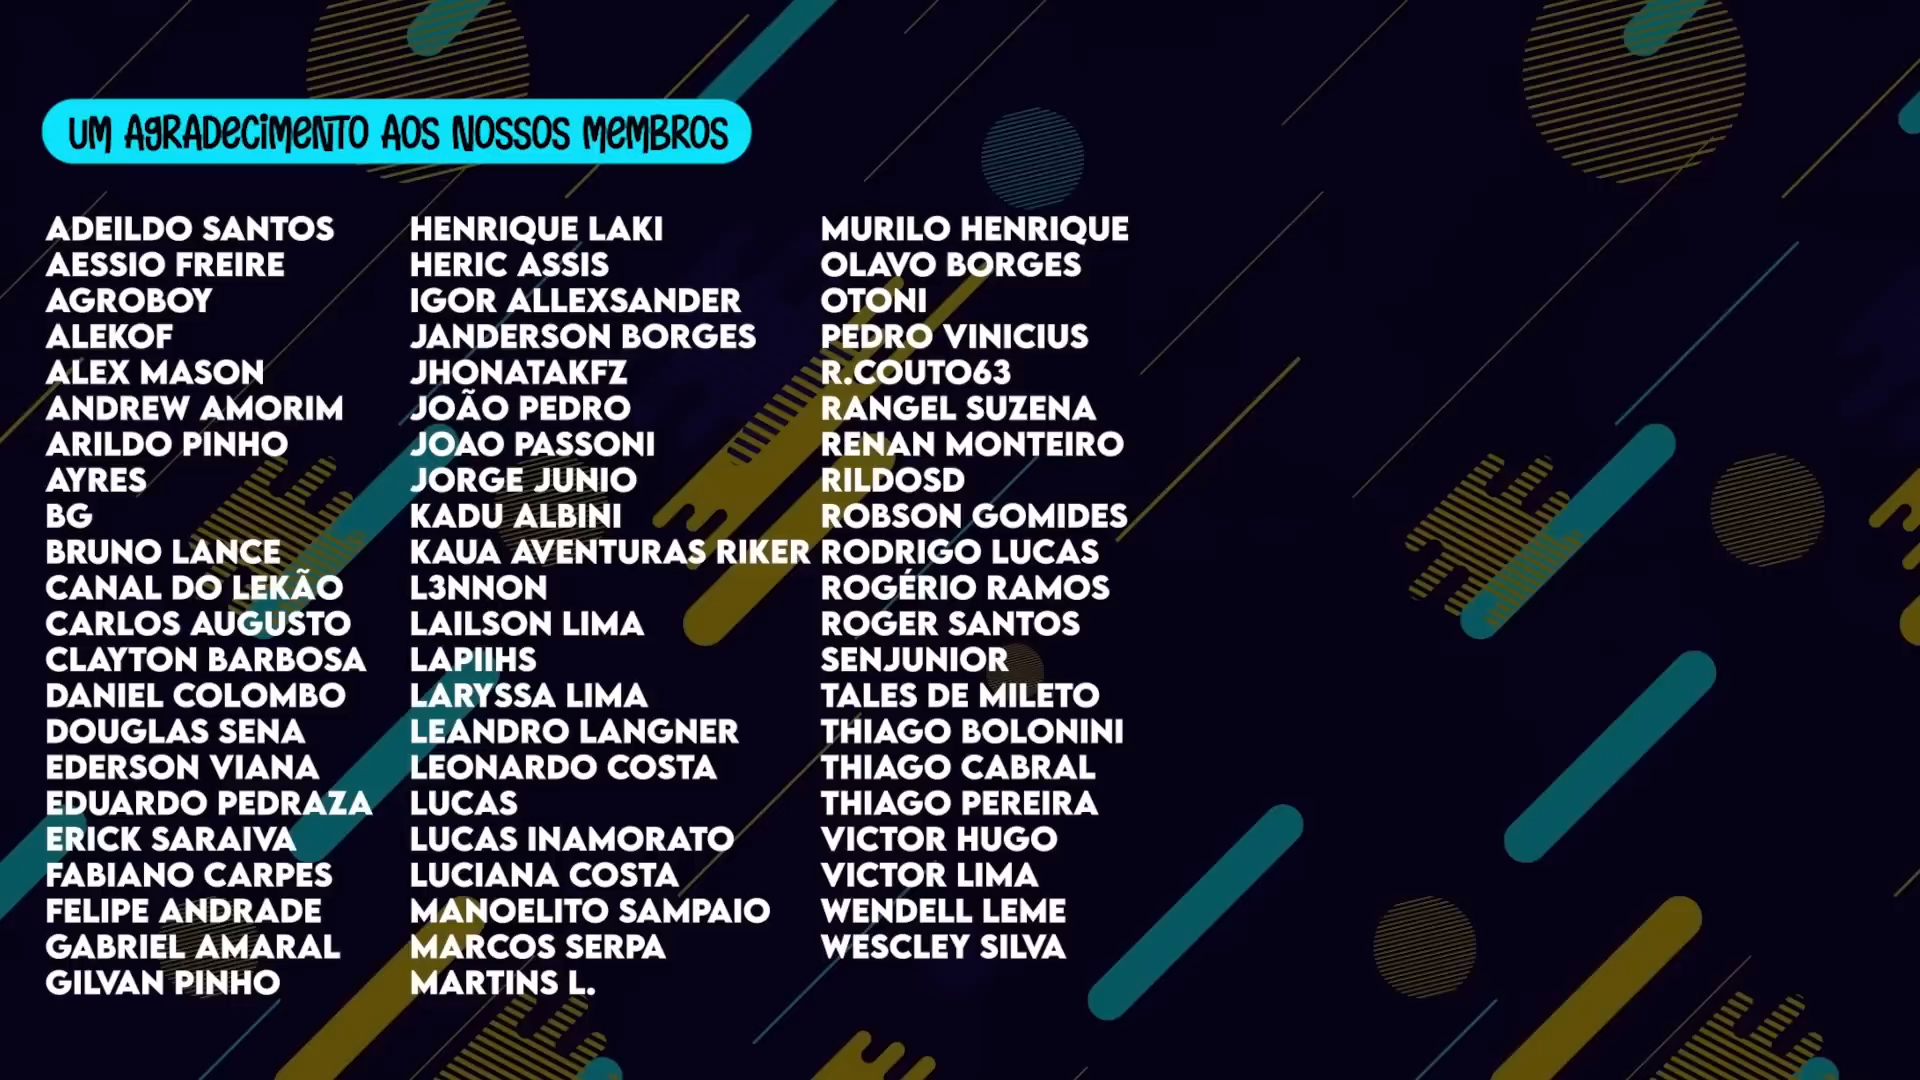 UM AGRADECIMENTO AOS NOSSOS MEMBROS
ADEILDO SANTOS
AESSIO FREIRE
AGROBOY
ALEKOF
ALEX MASON
ANDREW AMORIM
ARILDO PINHO
AYRES
BG
BRUNO LANCE
CANAL DO LEKÃO
CARLOS AUGUSTO
CLAYTON BARBOSA
DANIEL COLOMBO
DOUGLAS SENA
EDERSON VIANA
EDUARDO PEDRAZA
ERICK SARAIVA
FABIANO CARPES
FELIPE ANDRADE
GABRIEL AMARAL
GILVAN PINHO
HENRIQUE LAKI
HERIC ASSIS
IGOR ALLEXSANDER
JANDERSON BORGES
JHONATAKFZ
JOÃO PEDRO
JOAO PASSONI
JORGE JUNIO
KADU ALBINI
KAUA AVENTURAS RIKER
L3NNON
LAILSON LIMA
LAPIIHS
LARYSSA LIMA
LEANDRO LANGNER
LEONARDO COSTA
LUCAS
LUCAS INAMORATO
LUCIANA COSTA
MANOELITO SAMPAIO
MARCOS SERPA
MARTINS L.
MURILO HENRIQUE
OLAVO BORGES
OTONI
PEDRO VINICIUS
R.COUTO63
RANGEL SUZENA
RENAN MONTEIRO
RILDOSD
ROBSON GOMIDES
RODRIGO LUCAS
ROGÉRIO RAMOS
ROGER SANTOS
SENJUNIOR
TALES DE MILETO
THIAGO BOLONINI
THIAGO CABRAL
THIAGO PEREIRA
VICTOR HUGO
VICTOR LIMA
WENDELL LEME
WESCLEY SILVA